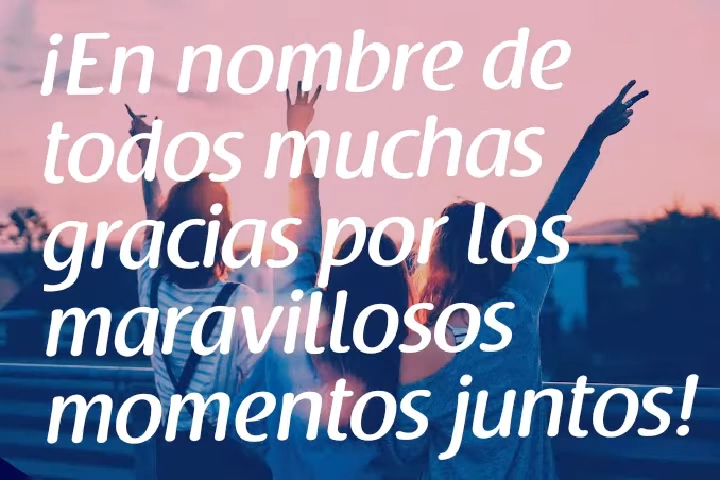 ¡En nombre de
todos muchas
gracias por los
maravillosos
momentos juntos!